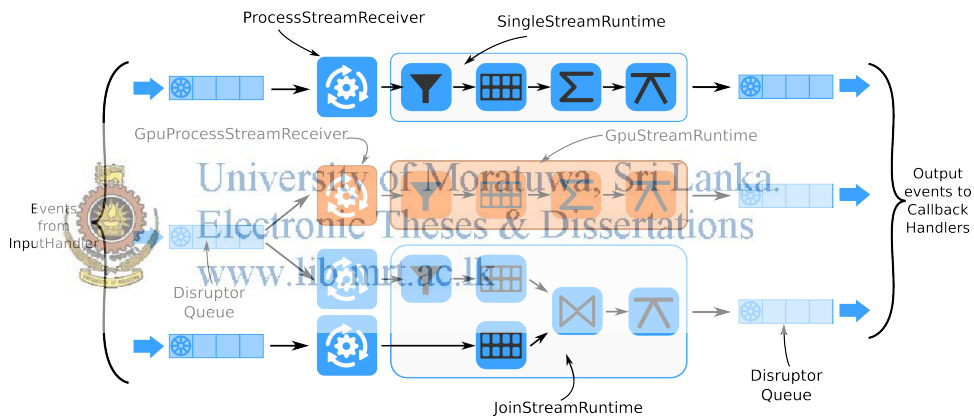 ProcessStreamReceiver
SingleStreamRuntime
GpuProcessStreamReceiver
GpuStreamRuntime
University of Moratuwa, Sri Lanka.
Electronic Theses & Dissertations
www.lib.mrt.ac.lk
Events
from
InputHandler
Output
events to
Callback
Handlers
Disruptor
Queue
Disruptor
Queue
JoinStreamRuntime